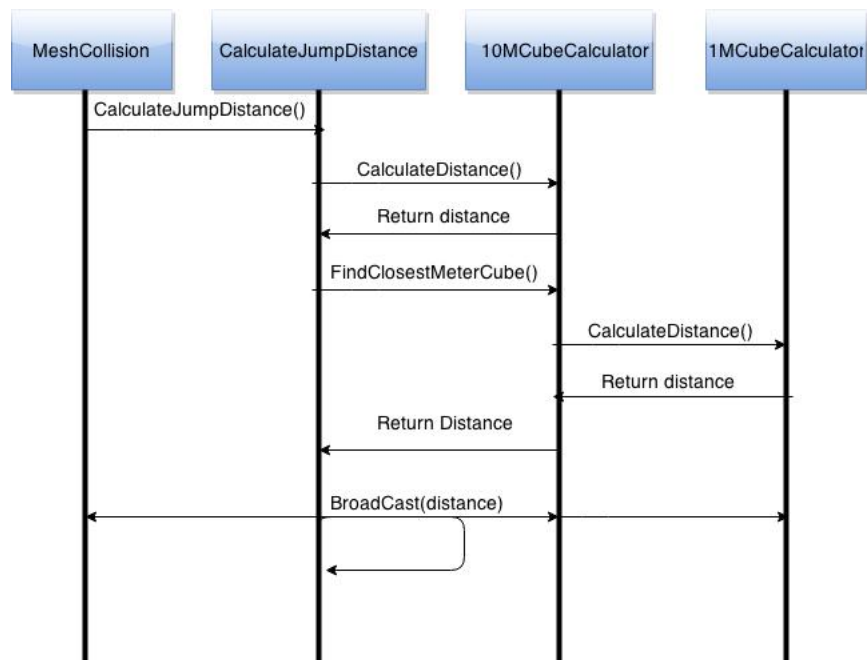 MeshCollision
CalculateJumpDistance
10MCubeCalculator
1MCubeCalculator
CalculateJumpDistance()
CalculateDistance()
Return distance
FindClosestMeterCube()
CalculateDistance()
Return distance
Return Distance
BroadCast(distance)